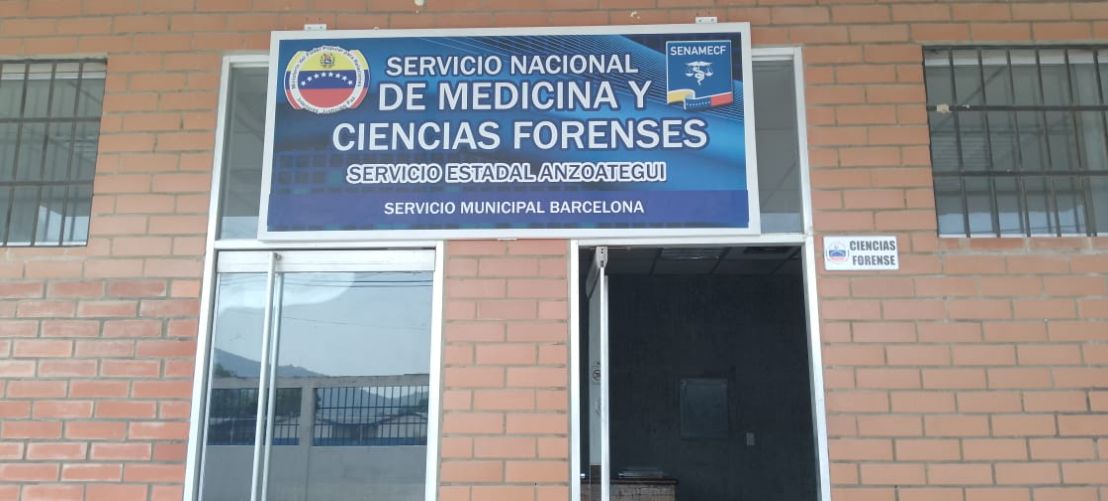 SERVICIO NACIONAL
DE MEDICINA Y
CIENCIAS FORENSES
SERVICIO ESTADAL ANZOATEGUI
SERVICIO MUNICIPAL BARCELONA
SENAMECF
CIENCIAS
FORENSE